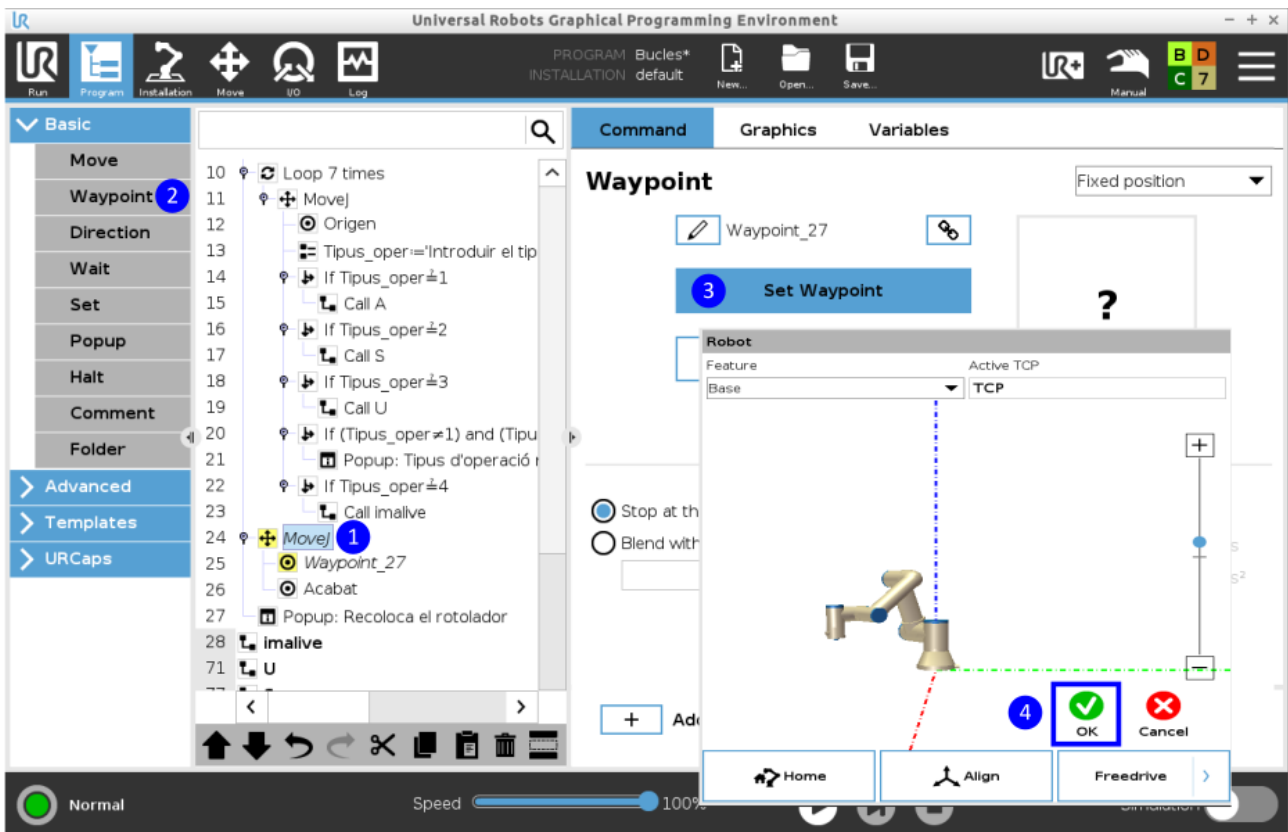 Universal Robots Graphical Programming Environment
Run
Program
Installation
Move
I/O
Log
PROGRAM Bucles*
INSTALLATION default
New...
Open...
Save...
UR+
Manual
B D
C 7
Basic
Move
Waypoint 2
Direction
Wait
Set
Popup
Halt
Comment
Folder
Advanced
Templates
URCaps
10 Loop 7 times
11 MoveJ
12 Origen
13 Tipus_oper:='Introduir el tip
14 If Tipus_oper≟1
15 Call A
16 If Tipus_oper≟2
17 Call S
18 If Tipus_oper≟3
19 Call U
20 If (Tipus_oper≠1) and (Tipu
21 Popup: Tipus d'operació
22 If Tipus_oper≟4
23 Call imalive
24 MoveJ 1
25 Waypoint_27
26 Acabat
27 Popup: Recoloca el rotolador
28 imalive
71 U
Command
Graphics
Variables
Waypoint
Fixed position
Waypoint_27
3 Set Waypoint
?
Stop at th
Blend with
s
s²
+ Add
Robot
Feature
Active TCP
Base
TCP
+
−
4
OK
Cancel
Home
Align
Freedrive
Normal
Speed
100%
Simulation